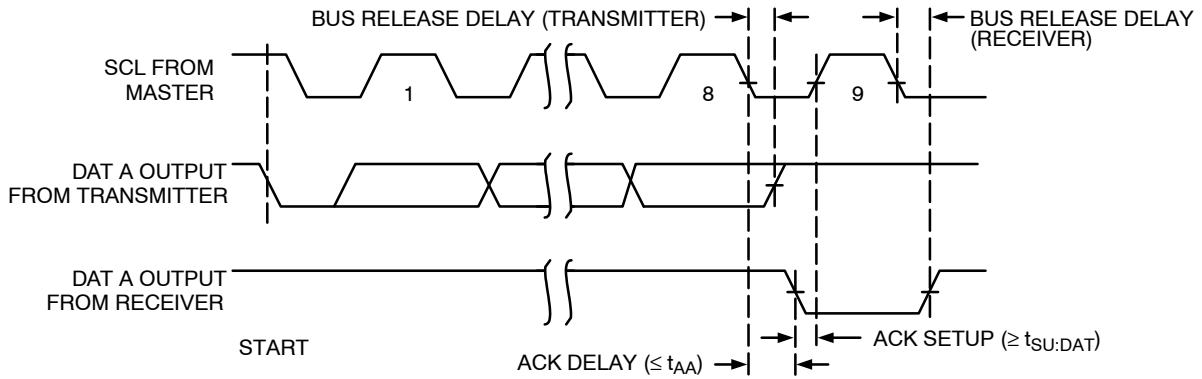 BUS RELEASE DELAY (TRANSMITTER)
BUS RELEASE DELAY
(RECEIVER)
SCL FROM
MASTER
1
8
9
DAT A OUTPUT
FROM TRANSMITTER
DAT A OUTPUT
FROM RECEIVER
START
ACK SETUP (≥ tSU:DAT)
ACK DELAY (≤ tAA)